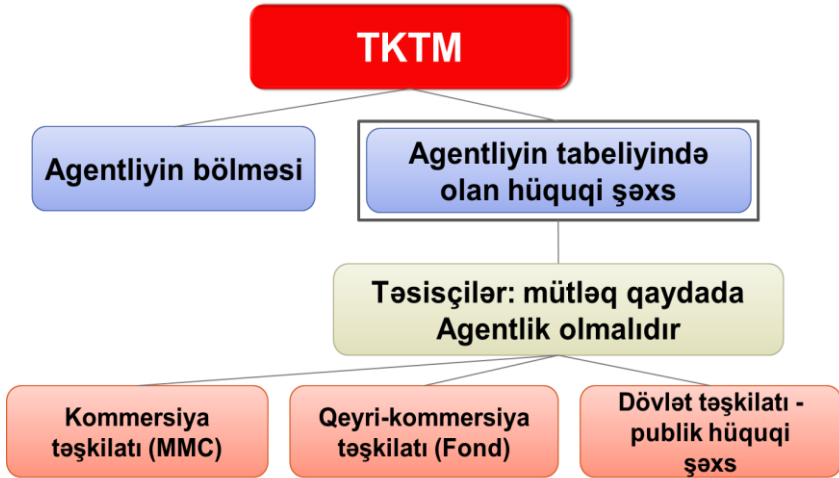 TKTM
Agentliyin bölməsi
Agentliyin tabeliyində
olan hüquqi şəxs
Təsisçilər: mütləq qaydada
Agentlik olmalıdır
Kommersiya
təşkilatı (MMC)
Qeyri-kommersiya
təşkilatı (Fond)
Dövlət təşkilatı -
publik hüquqi
şəxs